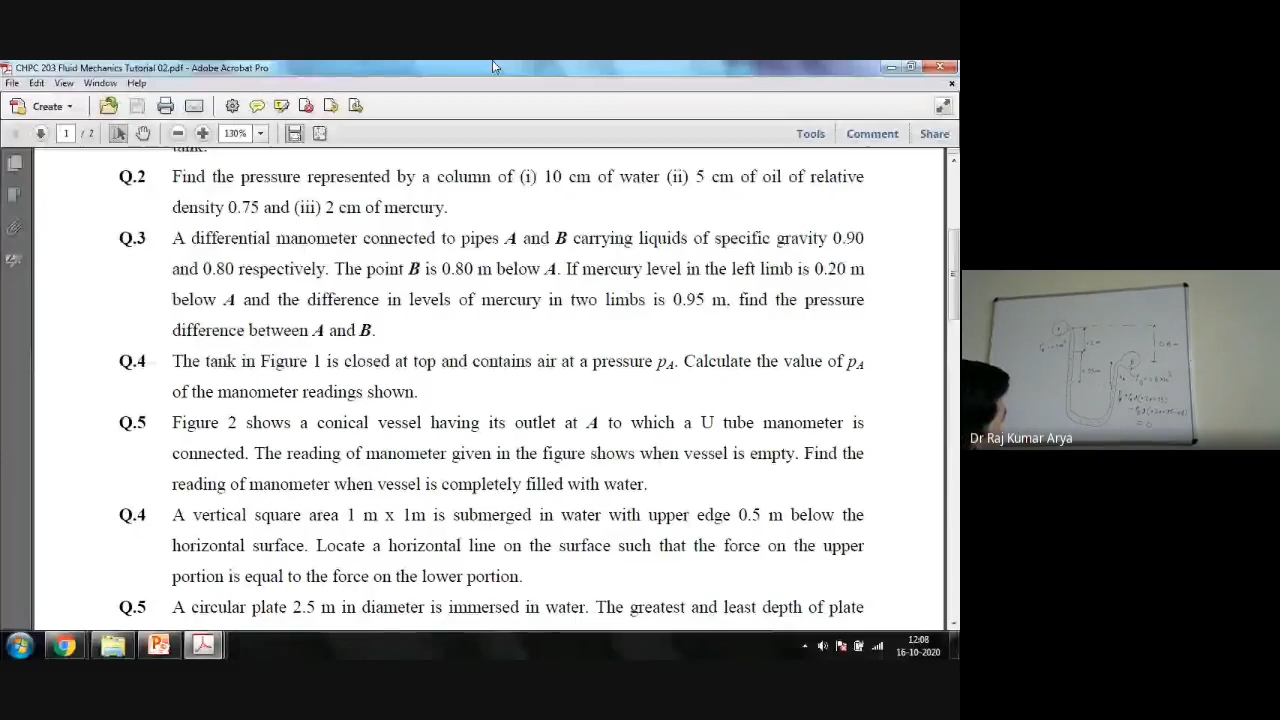 CHPC 203 Fluid Mechanics Tutorial 02.pdf - Adobe Acrobat Pro
File Edit View Window Help
Create
1 / 2 130% Tools Comment Share
tank.
Q.2 Find the pressure represented by a column of (i) 10 cm of water (ii) 5 cm of oil of relative
density 0.75 and (iii) 2 cm of mercury.
Q.3 A differential manometer connected to pipes A and B carrying liquids of specific gravity 0.90
and 0.80 respectively. The point B is 0.80 m below A. If mercury level in the left limb is 0.20 m
below A and the difference in levels of mercury in two limbs is 0.95 m, find the pressure
difference between A and B.
Q.4 The tank in Figure 1 is closed at top and contains air at a pressure pA. Calculate the value of pA
of the manometer readings shown.
Q.5 Figure 2 shows a conical vessel having its outlet at A to which a U tube manometer is
connected. The reading of manometer given in the figure shows when vessel is empty. Find the
reading of manometer when vessel is completely filled with water.
Q.4 A vertical square area 1 m x 1m is submerged in water with upper edge 0.5 m below the
horizontal surface. Locate a horizontal line on the surface such that the force on the upper
portion is equal to the force on the lower portion.
Q.5 A circular plate 2.5 m in diameter is immersed in water. The greatest and least depth of plate
12:08
16-10-2020
Dr Raj Kumar Arya